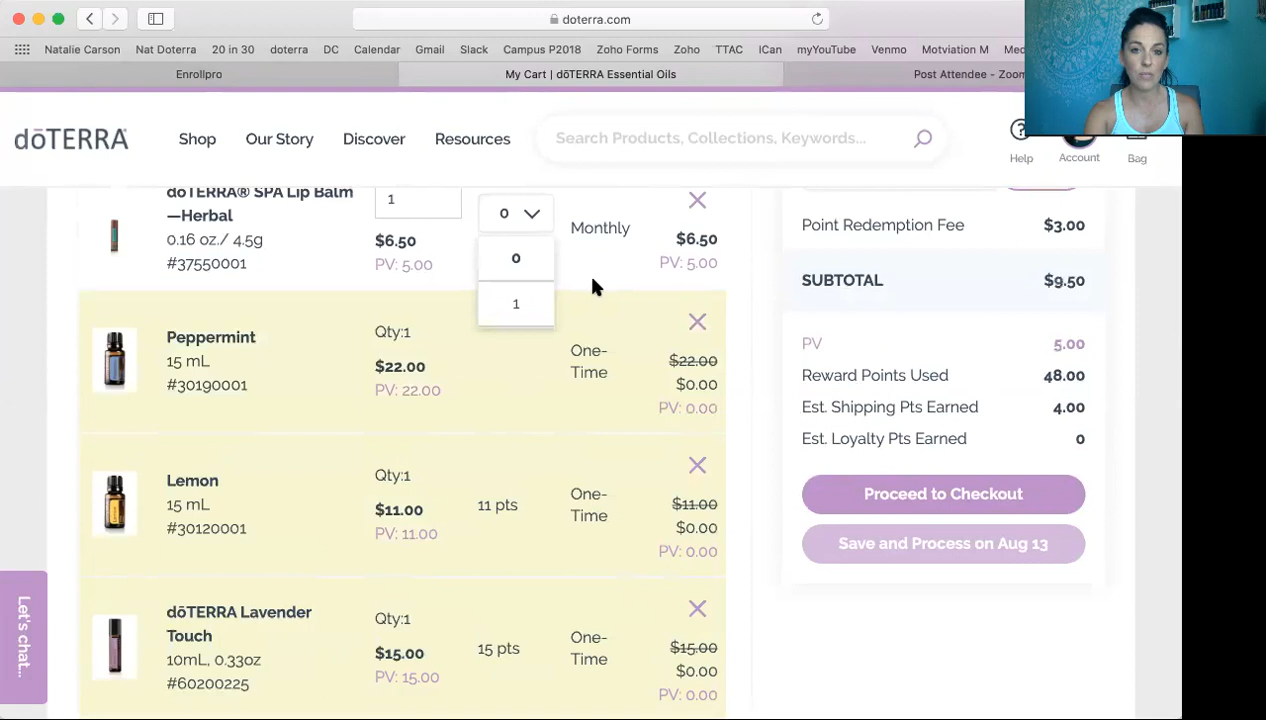 doterra.com
Natalie Carson Nat Doterra 20 in 30 doterra DC Calendar Gmail Slack Campus P2018 Zoho Forms Zoho TTAC ICan myYouTube Venmo Motviation M
Enrollpro My Cart | dōTERRA Essential Oils Post Attendee - Zoom
dōTERRA Shop Our Story Discover Resources Search Products, Collections, Keywords... Help Account Bag
dōTERRA® SPA Lip Balm
—Herbal
0.16 oz./ 4.5g
#37550001
1
$6.50
PV: 5.00
0
0
1
Monthly
$6.50
PV: 5.00
Peppermint
15 mL
#30190001
Qty:1
$22.00
PV: 22.00
One-
Time
$22.00
$0.00
PV: 0.00
Lemon
15 mL
#30120001
Qty:1
$11.00
PV: 11.00
11 pts
One-
Time
$11.00
$0.00
PV: 0.00
dōTERRA Lavender
Touch
10mL, 0.33oz
#60200225
Qty:1
$15.00
PV: 15.00
15 pts
One-
Time
$15.00
$0.00
PV: 0.00
Point Redemption Fee $3.00
SUBTOTAL $9.50
PV 5.00
Reward Points Used 48.00
Est. Shipping Pts Earned 4.00
Est. Loyalty Pts Earned 0
Proceed to Checkout
Save and Process on Aug 13
Let's chat...